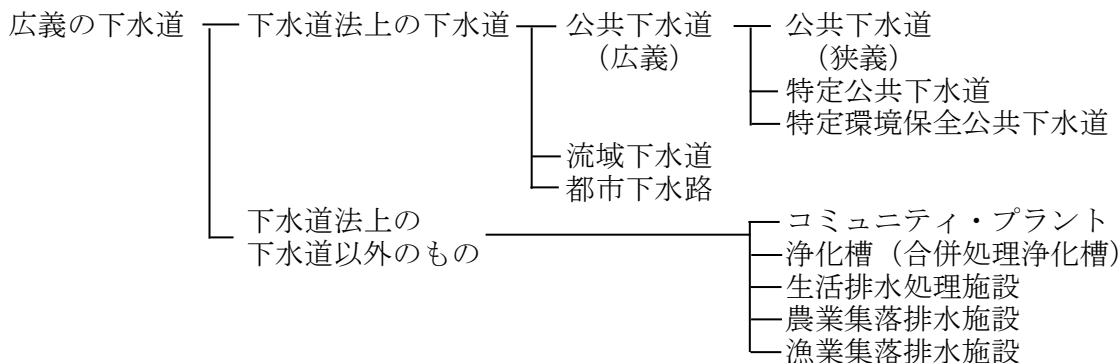 広義の下水道
下水道法上の下水道
公共下水道
(広義)
公共下水道
(狭義)
特定公共下水道
特定環境保全公共下水道
流域下水道
都市下水路
下水道法上の
下水道以外のもの
コミュニティ・プラント
浄化槽(合併処理浄化槽)
生活排水処理施設
農業集落排水施設
漁業集落排水施設